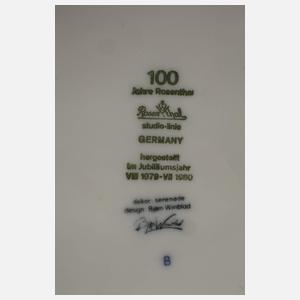 100
Jahre Rosenthal
Rosenthal
studio-linie
GERMANY
hergestellt
im Jubiläumsjahr
VIII 1979-VII 1980
dekor: serenade
design: Bjørn Wiinblad
B